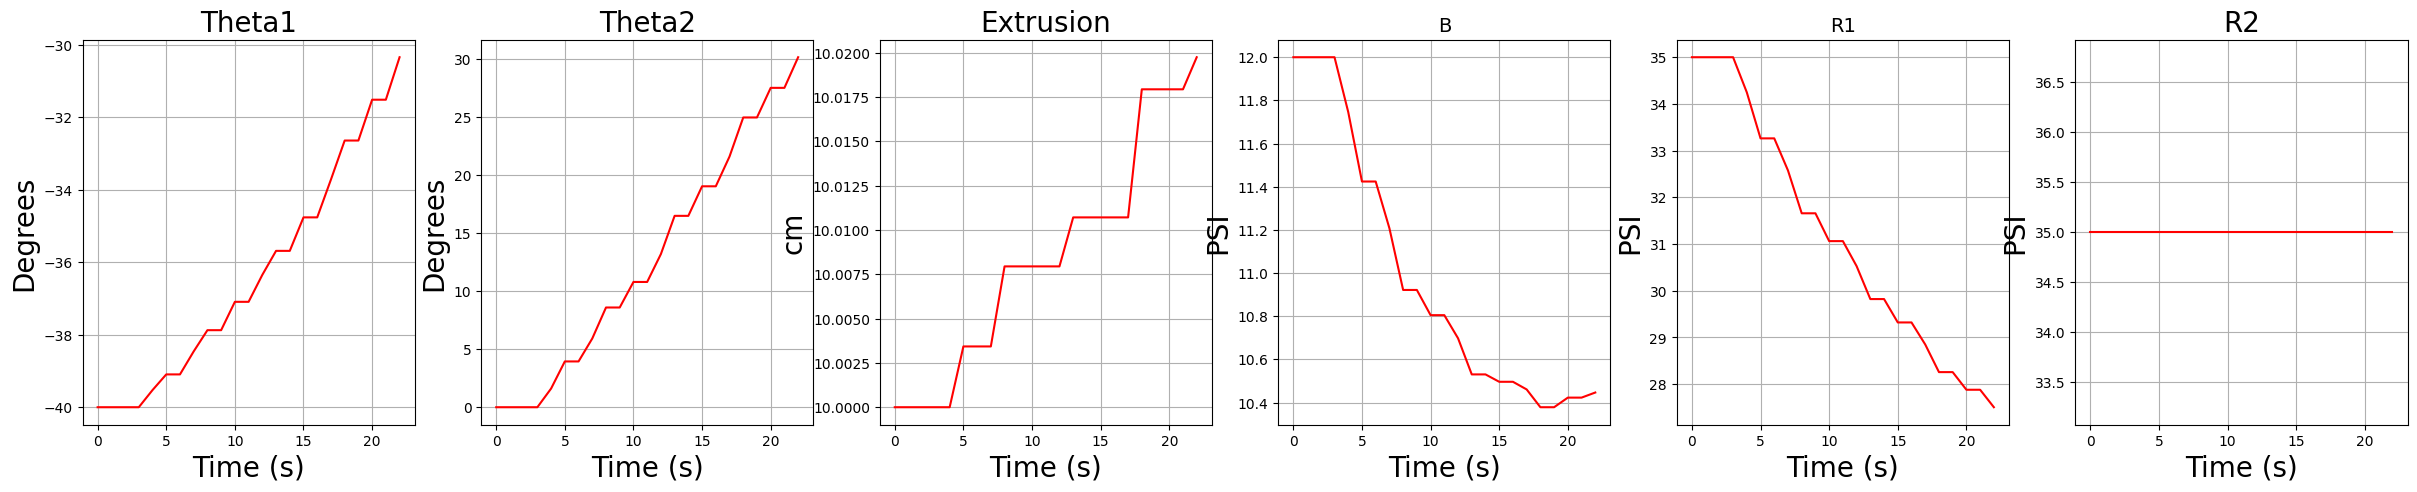 Theta1
−30
−32
−34
−36
−38
−40
Degrees
0 5 10 15 20
Time (s)
Theta2
30
25
20
15
10
5
0
Degrees
0 5 10 15 20
Time (s)
Extrusion
10.0200
10.0175
10.0150
10.0125
10.0100
10.0075
10.0050
10.0025
10.0000
cm
0 5 10 15 20
Time (s)
B
12.0
11.8
11.6
11.4
11.2
11.0
10.8
10.6
10.4
PSI
0 5 10 15 20
Time (s)
R1
35
34
33
32
31
30
29
28
PSI
0 5 10 15 20
Time (s)
R2
36.5
36.0
35.5
35.0
34.5
34.0
33.5
PSI
0 5 10 15 20
Time (s)